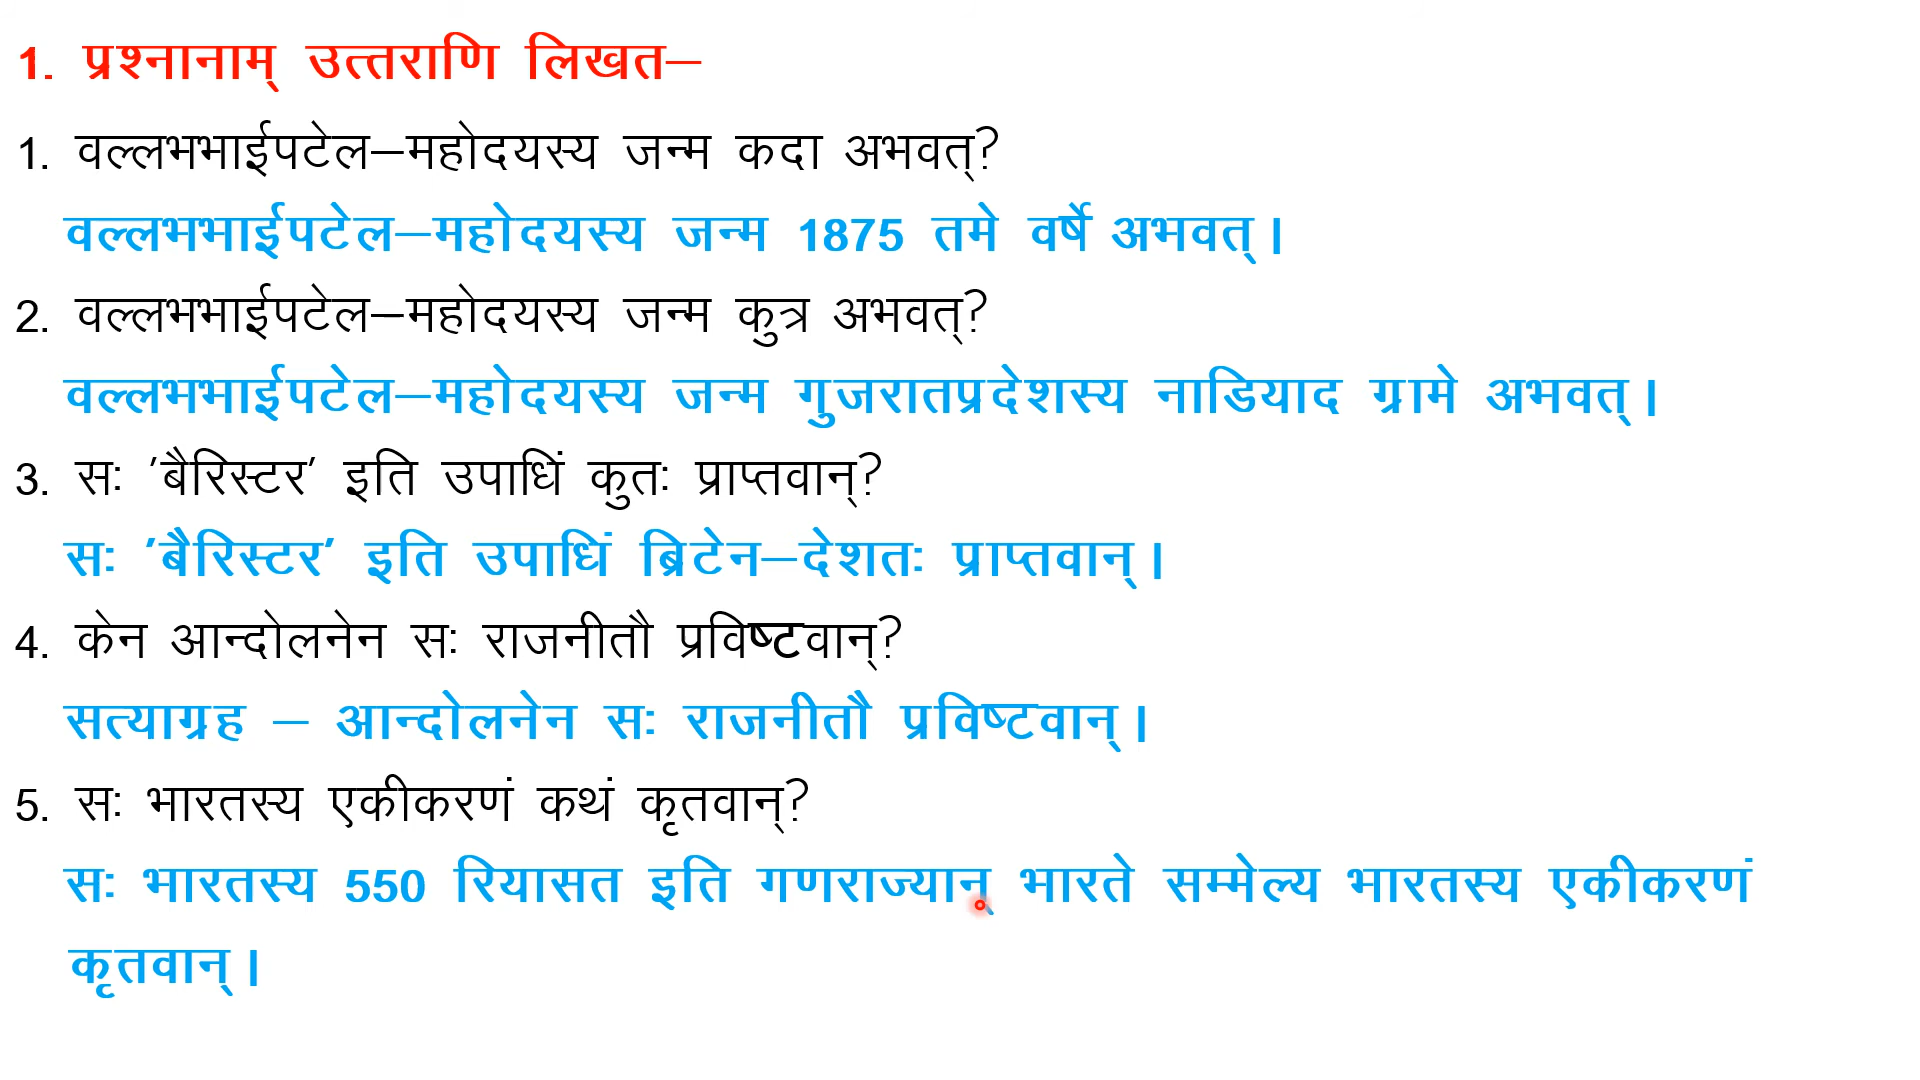 1. प्रश्नानाम् उत्तराणि लिखत–
1. वल्लभभाईपटेल–महोदयस्य जन्म कदा अभवत्?
वल्लभभाईपटेल–महोदयस्य जन्म 1875 तमे वर्षे अभवत्।
2. वल्लभभाईपटेल–महोदयस्य जन्म कुत्र अभवत्?
वल्लभभाईपटेल–महोदयस्य जन्म गुजरातप्रदेशस्य नाडियाद ग्रामे अभवत्।
3. सः 'बैरिस्टर' इति उपाधिं कुतः प्राप्तवान्?
सः 'बैरिस्टर' इति उपाधिं ब्रिटेन–देशतः प्राप्तवान्।
4. केन आन्दोलनेन सः राजनीतौ प्रविष्टवान्?
सत्याग्रह – आन्दोलनेन सः राजनीतौ प्रविष्टवान्।
5. सः भारतस्य एकीकरणं कथं कृतवान्?
सः भारतस्य 550 रियासत इति गणराज्यान् भारते सम्मेल्य भारतस्य एकीकरणं
कृतवान्।